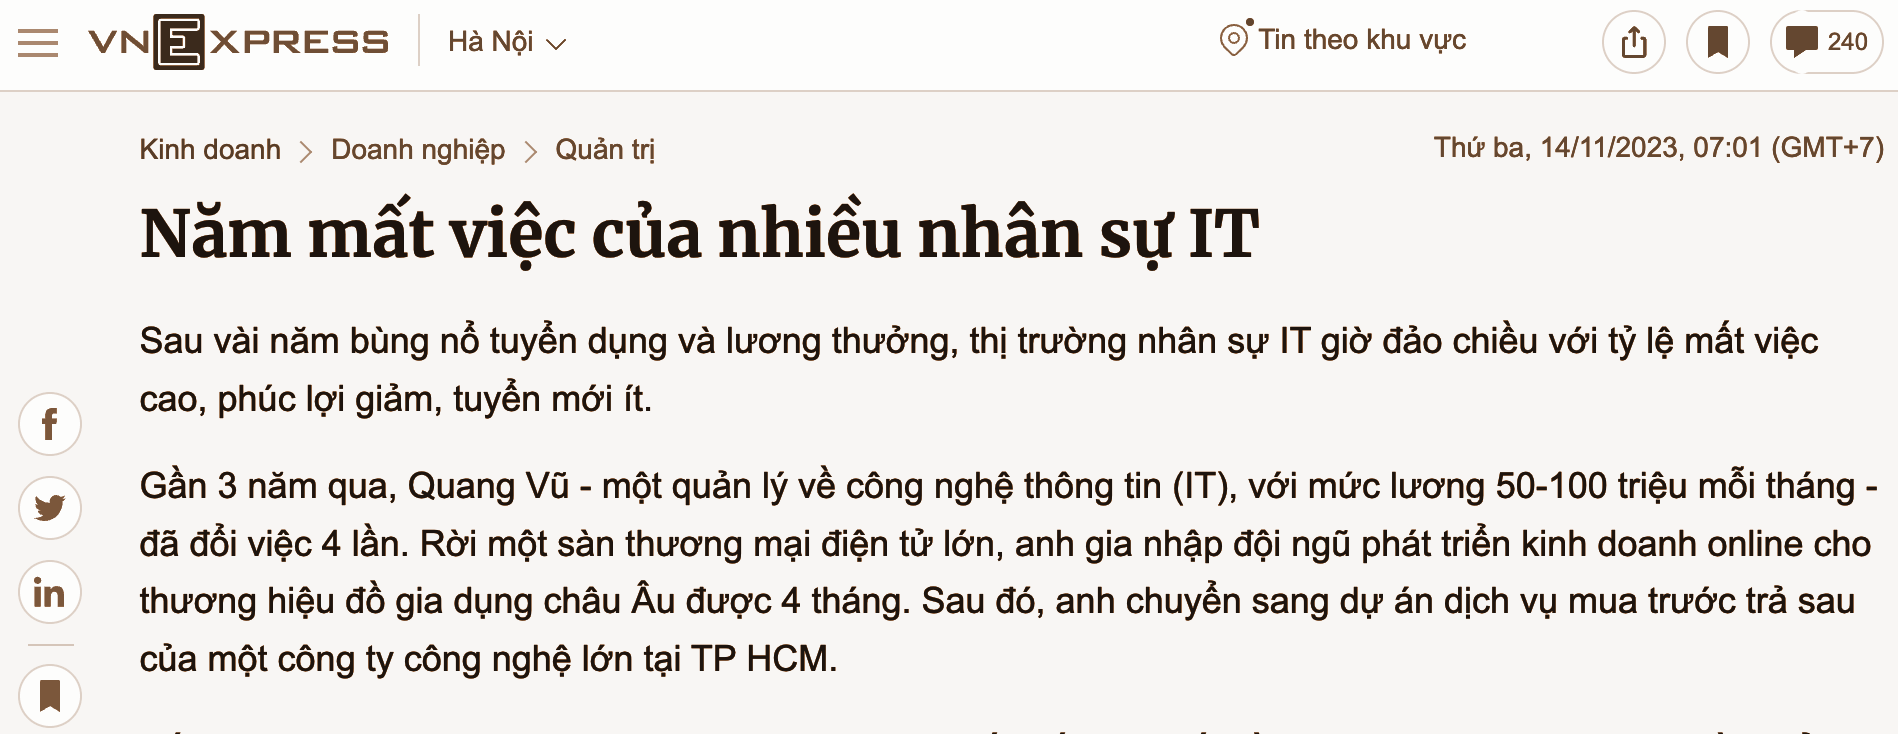 VNEXPRESS
Hà Nội
Tin theo khu vực
240
Kinh doanh > Doanh nghiệp > Quản trị
Thứ ba, 14/11/2023, 07:01 (GMT+7)
Năm mất việc của nhiều nhân sự IT
Sau vài năm bùng nổ tuyển dụng và lương thưởng, thị trường nhân sự IT giờ đảo chiều với tỷ lệ mất việc
cao, phúc lợi giảm, tuyển mới ít.
Gần 3 năm qua, Quang Vũ - một quản lý về công nghệ thông tin (IT), với mức lương 50-100 triệu mỗi tháng -
đã đổi việc 4 lần. Rời một sàn thương mại điện tử lớn, anh gia nhập đội ngũ phát triển kinh doanh online cho
thương hiệu đồ gia dụng châu Âu được 4 tháng. Sau đó, anh chuyển sang dự án dịch vụ mua trước trả sau
của một công ty công nghệ lớn tại TP HCM.